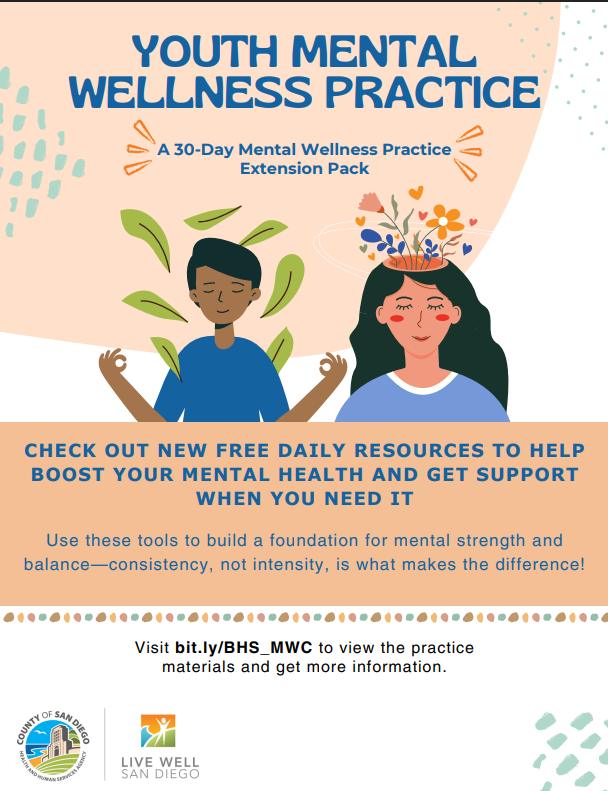 YOUTH MENTAL
WELLNESS PRACTICE
A 30-Day Mental Wellness Practice
Extension Pack
CHECK OUT NEW FREE DAILY RESOURCES TO HELP
BOOST YOUR MENTAL HEALTH AND GET SUPPORT
WHEN YOU NEED IT
Use these tools to build a foundation for mental strength and
balance—consistency, not intensity, is what makes the difference!
Visit bit.ly/BHS_MWC to view the practice
materials and get more information.
COUNTY OF SAN DIEGO
HEALTH AND HUMAN SERVICES AGENCY
LIVE WELL
SAN DIEGO